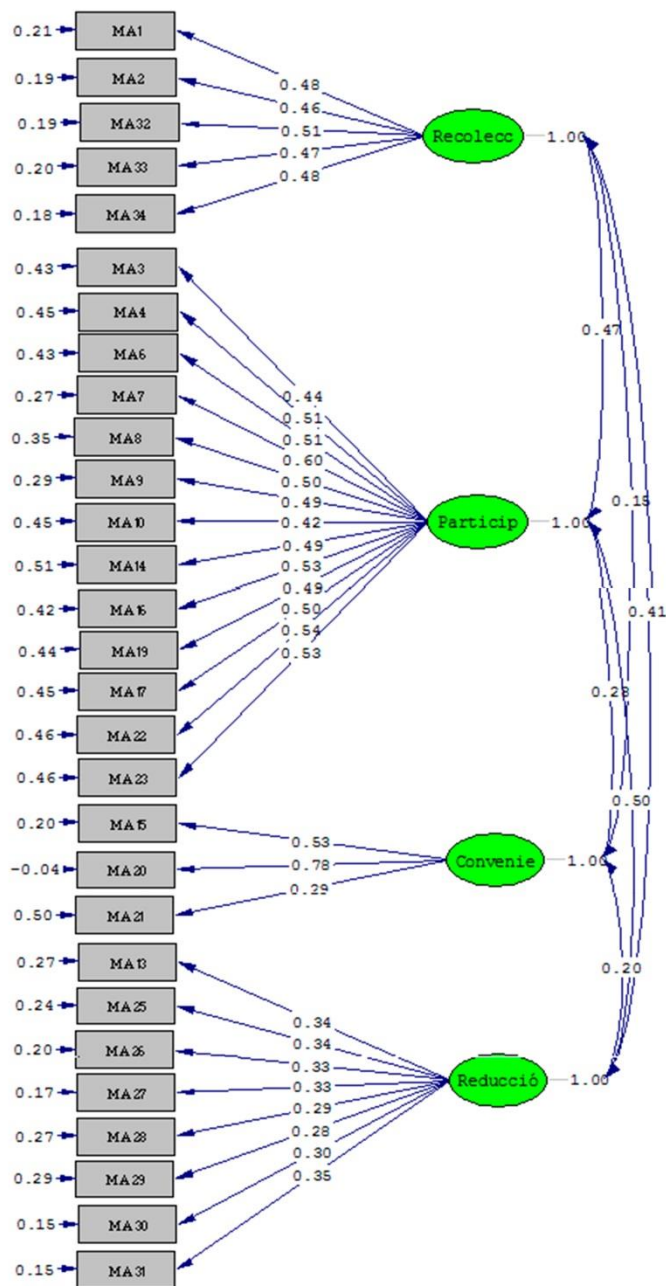 0.21 MA1
0.48
0.19 MA2
0.46
0.19 MA32
0.51
Recolecc 1.00
0.20 MA33
0.47
0.18 MA34
0.48
0.43 MA3
0.44
0.45 MA4
0.51
0.43 MA6
0.51
0.47
0.27 MA7
0.60
0.35 MA8
0.50
0.29 MA9
0.49
0.15
0.45 MA10
0.42
Particip 1.00
0.51 MA14
0.49
0.42 MA16
0.53
0.41
0.44 MA19
0.49
0.45 MA17
0.50
0.28
0.46 MA22
0.54
0.46 MA23
0.53
0.50
0.20 MA15
0.53
-0.04 MA20
0.78
Convenie 1.00
0.50 MA21
0.29
0.27 MA13
0.34
0.20
0.24 MA25
0.34
0.20 MA26
0.33
0.17 MA27
0.33
Reducció 1.00
0.27 MA28
0.29
0.29 MA29
0.28
0.15 MA30
0.30
0.15 MA31
0.35